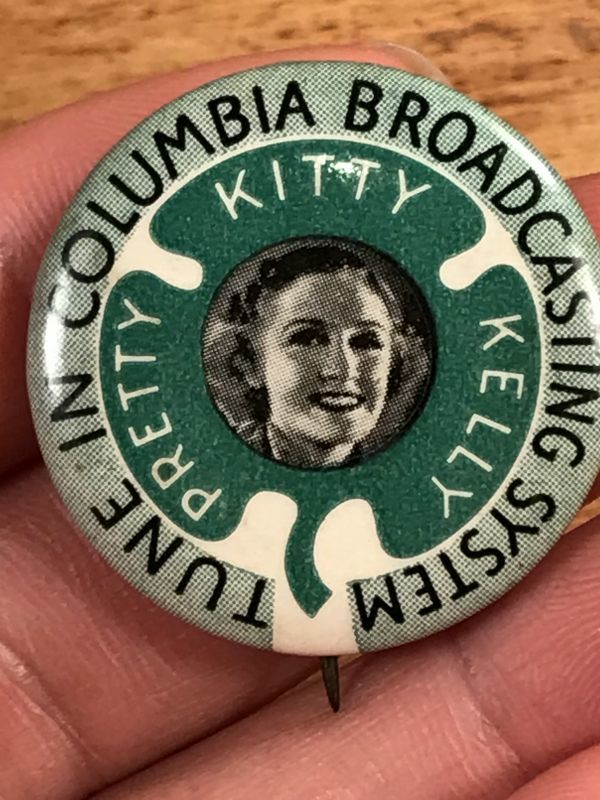 TUNE IN COLUMBIA BROADCASTING SYSTEM
PRETTY KITTY KELLY